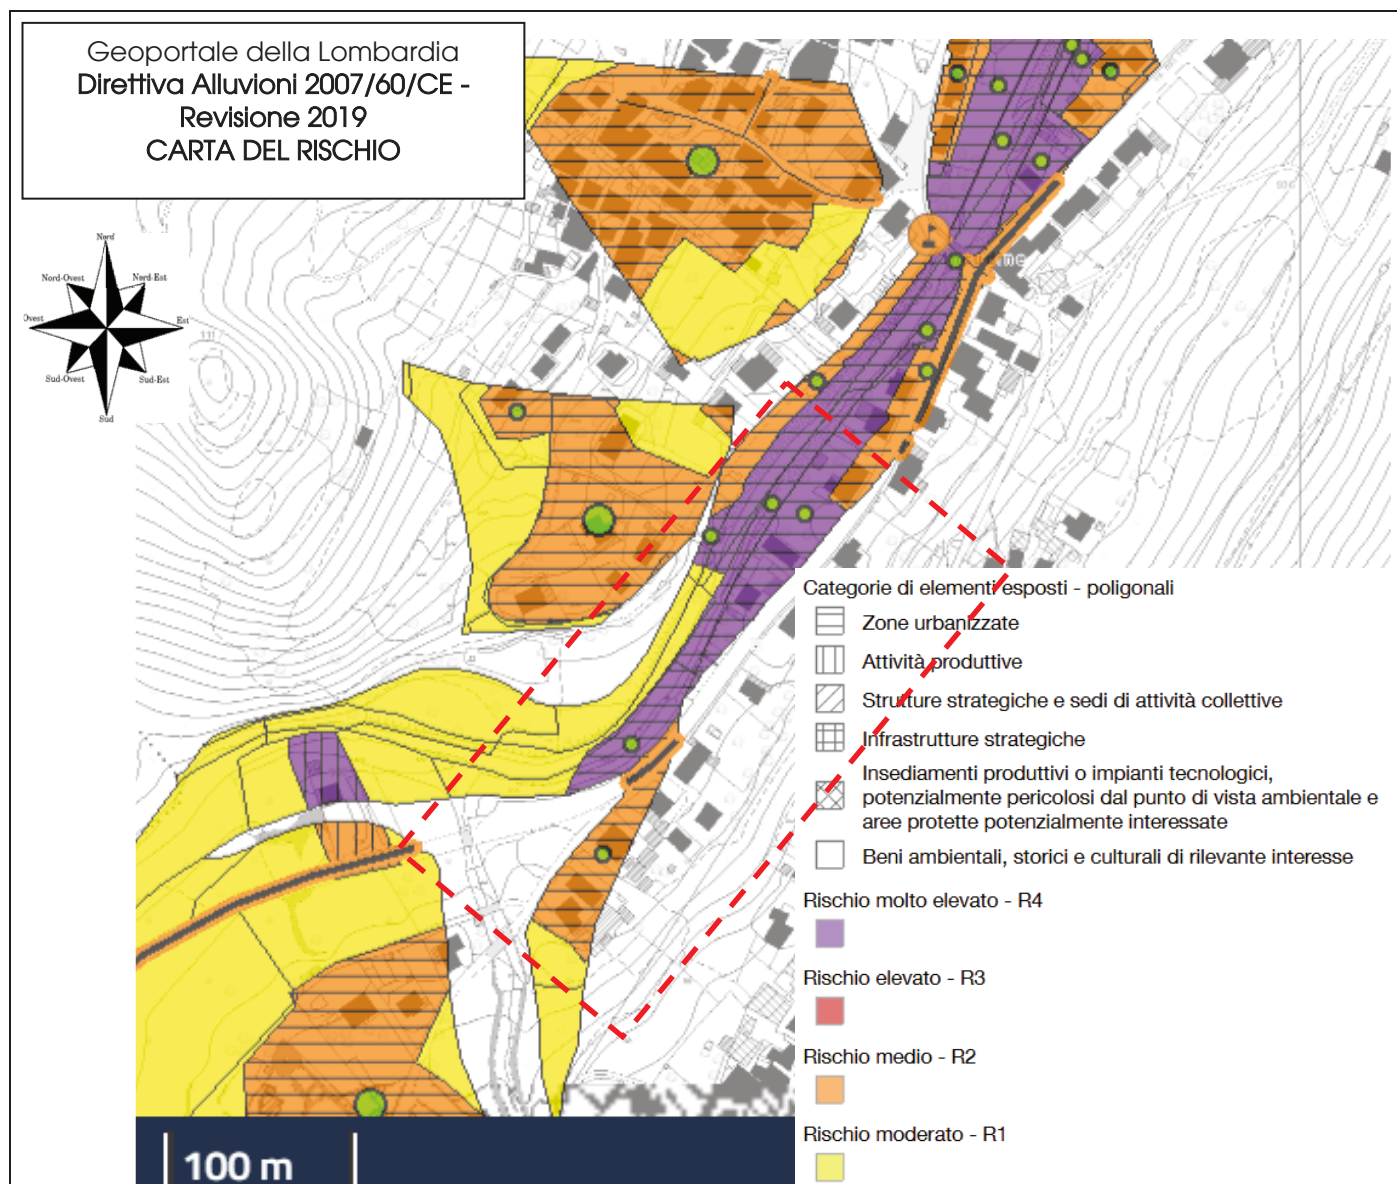 Geoportale della Lombardia
Direttiva Alluvioni 2007/60/CE -
Revisione 2019
CARTA DEL RISCHIO
Nord
Nord-Ovest
Nord-Est
Ovest
Est
Sud-Ovest
Sud-Est
Sud
Categorie di elementi esposti - poligonali
Zone urbanizzate
Attività produttive
Strutture strategiche e sedi di attività collettive
Infrastrutture strategiche
Insediamenti produttivi o impianti tecnologici,
potenzialmente pericolosi dal punto di vista ambientale e
aree protette potenzialmente interessate
Beni ambientali, storici e culturali di rilevante interesse
Rischio molto elevato - R4
Rischio elevato - R3
Rischio medio - R2
Rischio moderato - R1
100 m